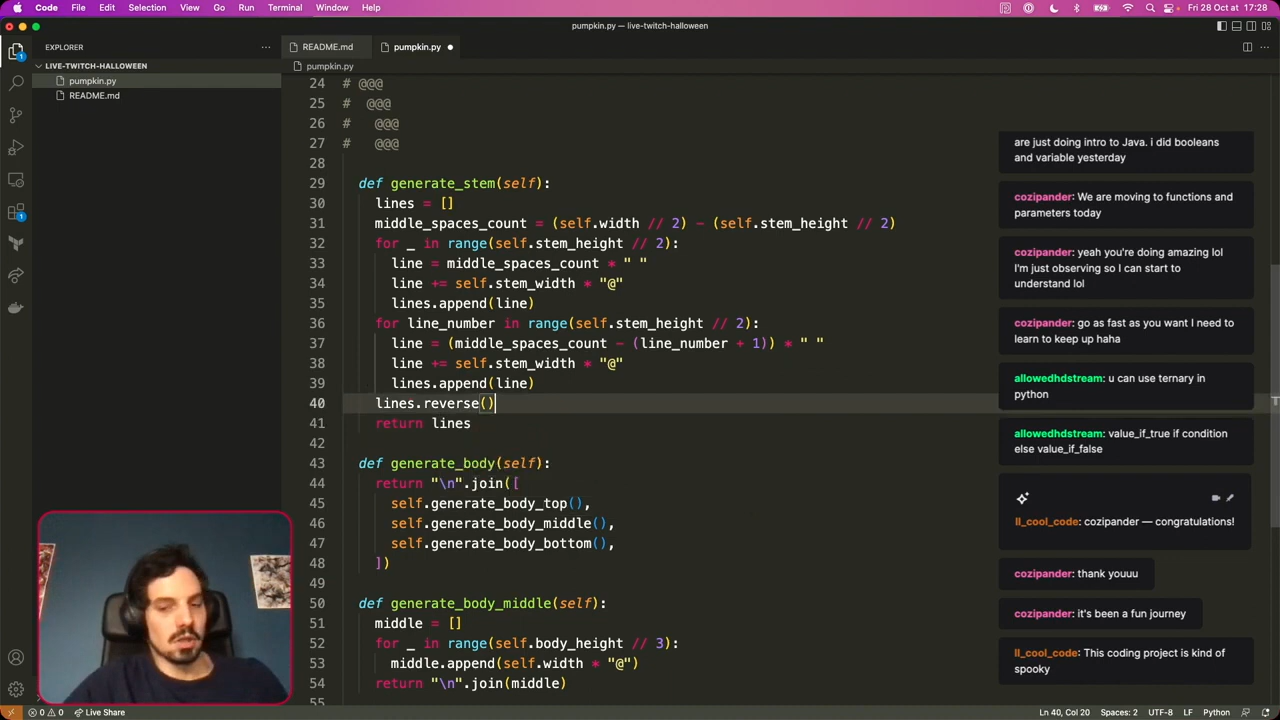 Code File Edit Selection View Go Run Terminal Window Help
Fri 28 Oct at 17:28
pumpkin.py — live-twitch-halloween
EXPLORER
README.md
pumpkin.py
LIVE-TWITCH-HALLOWEEN
pumpkin.py
README.md
pumpkin.py
24 # @@@
25 #  @@@
26 #   @@@
27 #   @@@
28
29 def generate_stem(self):
30 lines = []
31 middle_spaces_count = (self.width // 2) - (self.stem_height // 2)
32 for _ in range(self.stem_height // 2):
33 line = middle_spaces_count * " "
34 line += self.stem_width * "@"
35 lines.append(line)
36 for line_number in range(self.stem_height // 2):
37 line = (middle_spaces_count - (line_number + 1)) * " "
38 line += self.stem_width * "@"
39 lines.append(line)
40 lines.reverse()
41 return lines
42
43 def generate_body(self):
44 return "\n".join([
45 self.generate_body_top(),
46 self.generate_body_middle(),
47 self.generate_body_bottom(),
48 ])
49
50 def generate_body_middle(self):
51 middle = []
52 for _ in range(self.body_height // 3):
53 middle.append(self.width * "@")
54 return "\n".join(middle)
55
are just doing intro to Java. i did booleans
and variable yesterday
cozipander: We are moving to functions and
parameters today
cozipander: yeah you're doing amazing lol
I'm just observing so I can start to
understand lol
cozipander: go as fast as you want I need to
learn to keep up haha
allowedhdstream: u can use ternary in
python
allowedhdstream: value_if_true if condition
else value_if_false
ll_cool_code: cozipander — congratulations!
cozipander: thank youuu
cozipander: it's been a fun journey
ll_cool_code: This coding project is kind of
spooky
1
1
0 0 Live Share
Ln 40, Col 20 Spaces: 2 UTF-8 LF Python